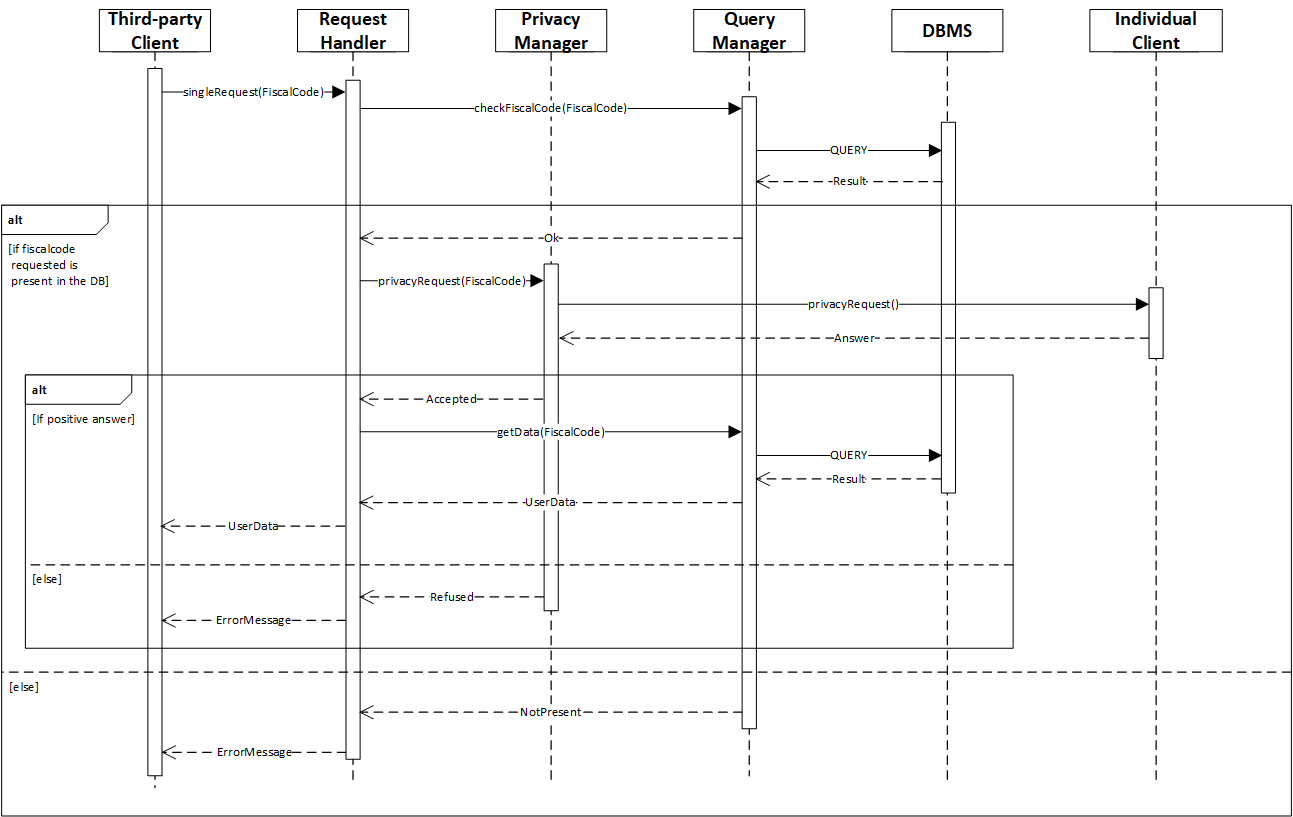 Third-party
Client
Request
Handler
Privacy
Manager
Query
Manager
DBMS
Individual
Client
singleRequest(FiscalCode)
checkFiscalCode(FiscalCode)
QUERY
Result
alt
[if fiscalcode
requested is
present in the DB]
Ok
privacyRequest(FiscalCode)
privacyRequest()
Answer
alt
[If positive answer]
Accepted
getData(FiscalCode)
QUERY
Result
UserData
UserData
[else]
Refused
ErrorMessage
[else]
NotPresent
ErrorMessage